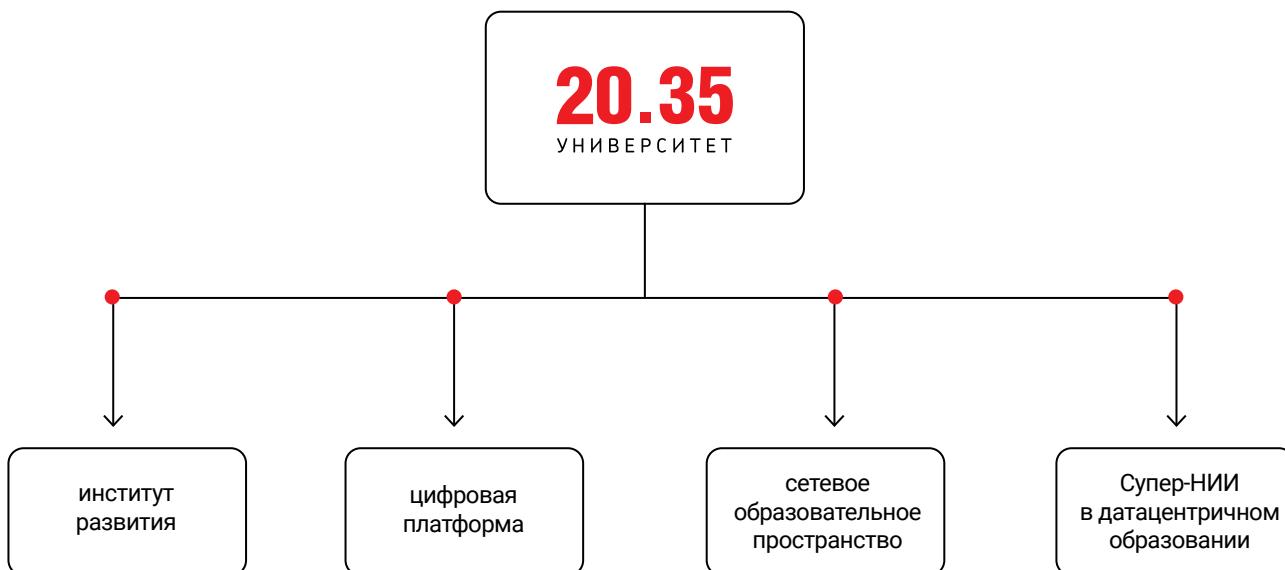 20.35
УНИВЕРСИТЕТ
институт
развития
цифровая
платформа
сетевое
образовательное
пространство
Супер-НИИ
в датацентричном
образовании